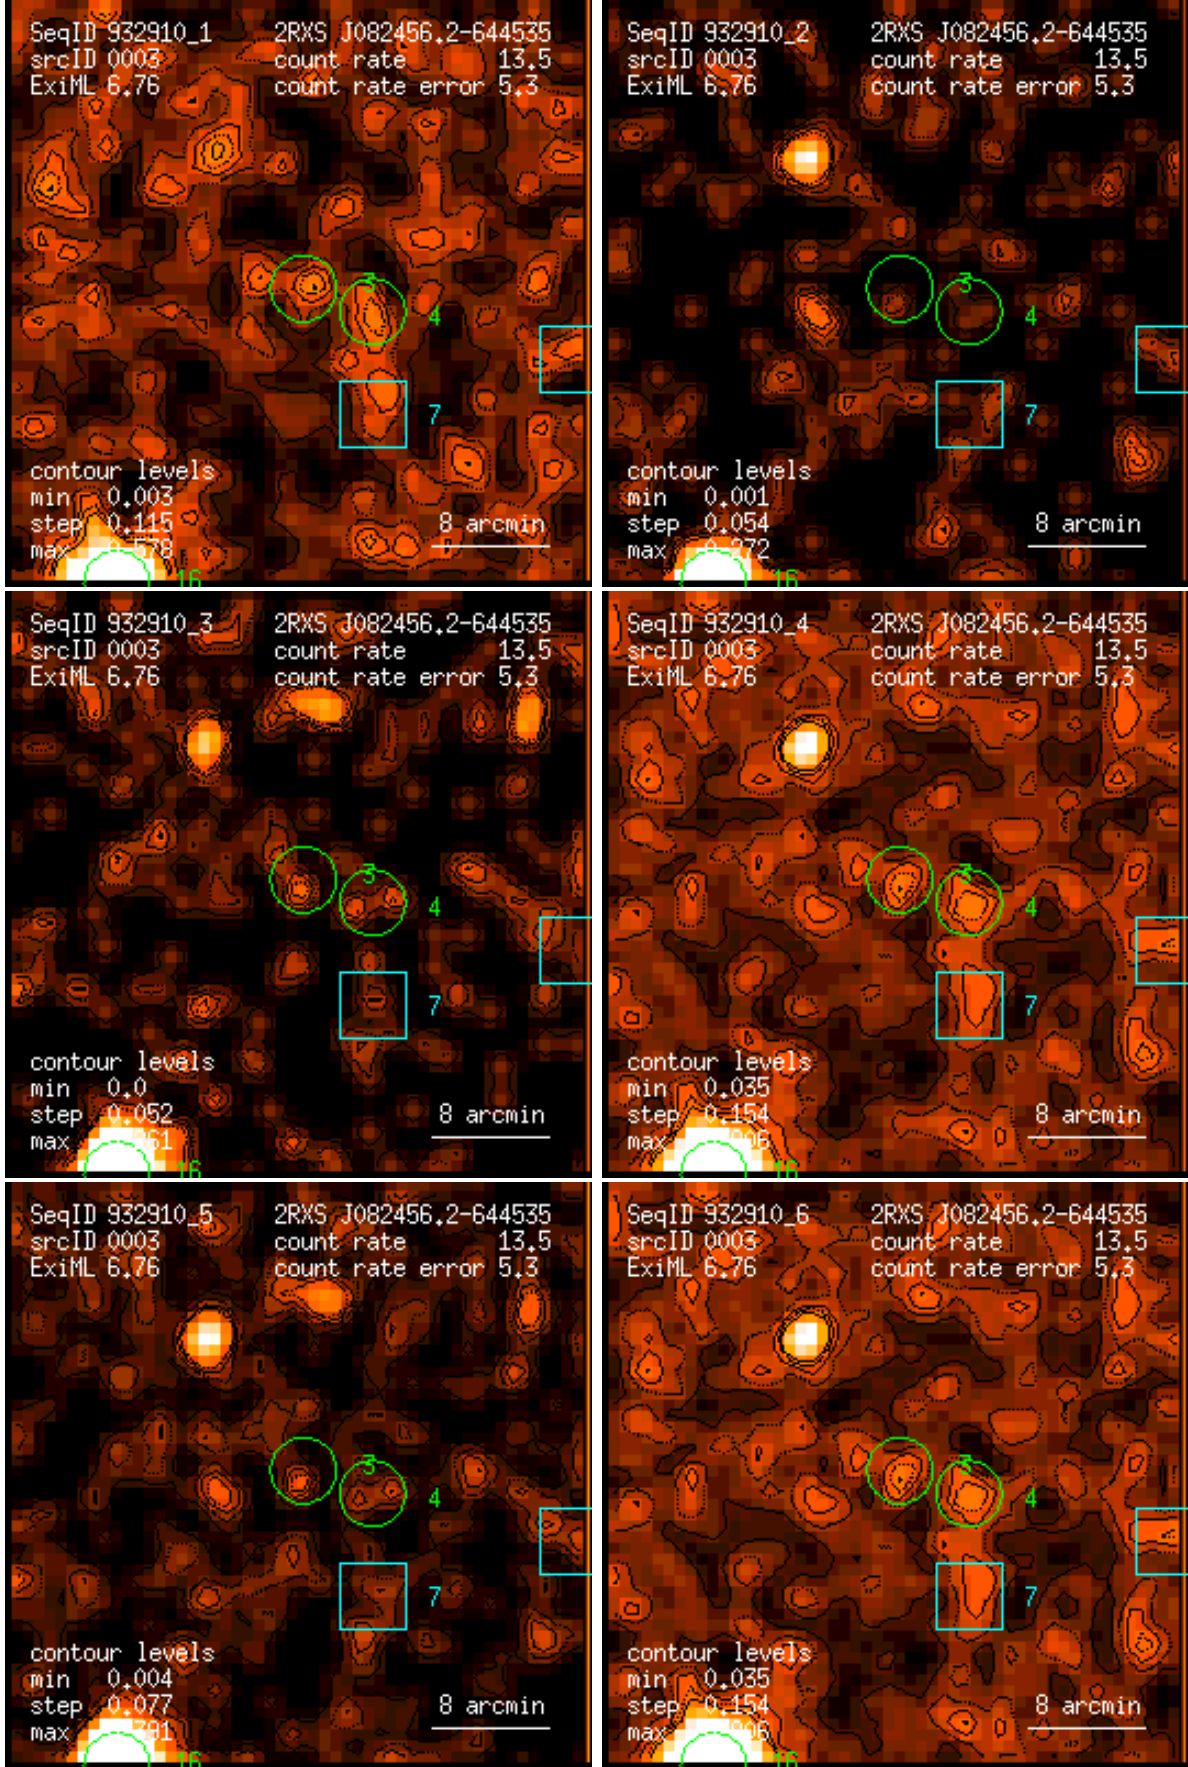 SeqID 932910_1 2RXS J082456.2-644535
srcID 0003 count rate 13.5
ExiML 6.76 count rate error 5.3
3
4
7
contour levels
min 0.003
step 0.115
max .578
8 arcmin
16
SeqID 932910_2 2RXS J082456.2-644535
srcID 0003 count rate 13.5
ExiML 6.76 count rate error 5.3
3
4
7
contour levels
min 0.001
step 0.054
max .272
8 arcmin
16
SeqID 932910_3 2RXS J082456.2-644535
srcID 0003 count rate 13.5
ExiML 6.76 count rate error 5.3
3
4
7
contour levels
min 0.0
step 0.052
max
8 arcmin
16
SeqID 932910_4 2RXS J082456.2-644535
srcID 0003 count rate 13.5
ExiML 6.76 count rate error 5.3
3
4
7
contour levels
min 0.035
step 0.154
max
8 arcmin
16
SeqID 932910_5 2RXS J082456.2-644535
srcID 0003 count rate 13.5
ExiML 6.76 count rate error 5.3
3
4
7
contour levels
min 0.004
step 0.077
max
8 arcmin
16
SeqID 932910_6 2RXS J082456.2-644535
srcID 0003 count rate 13.5
ExiML 6.76 count rate error 5.3
3
4
7
contour levels
min 0.035
step 0.154
max
8 arcmin
16